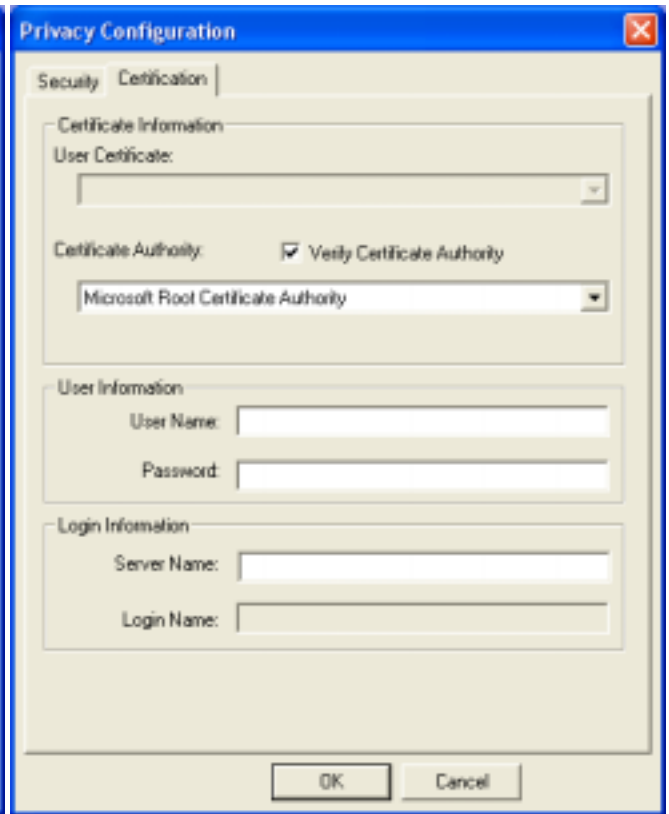 Privacy Configuration
Security Certification
Certificate Information
User Certificate:
Certificate Authority: Verify Certificate Authority
Microsoft Root Certificate Authority
User Information
User Name:
Password:
Login Information
Server Name:
Login Name:
OK Cancel